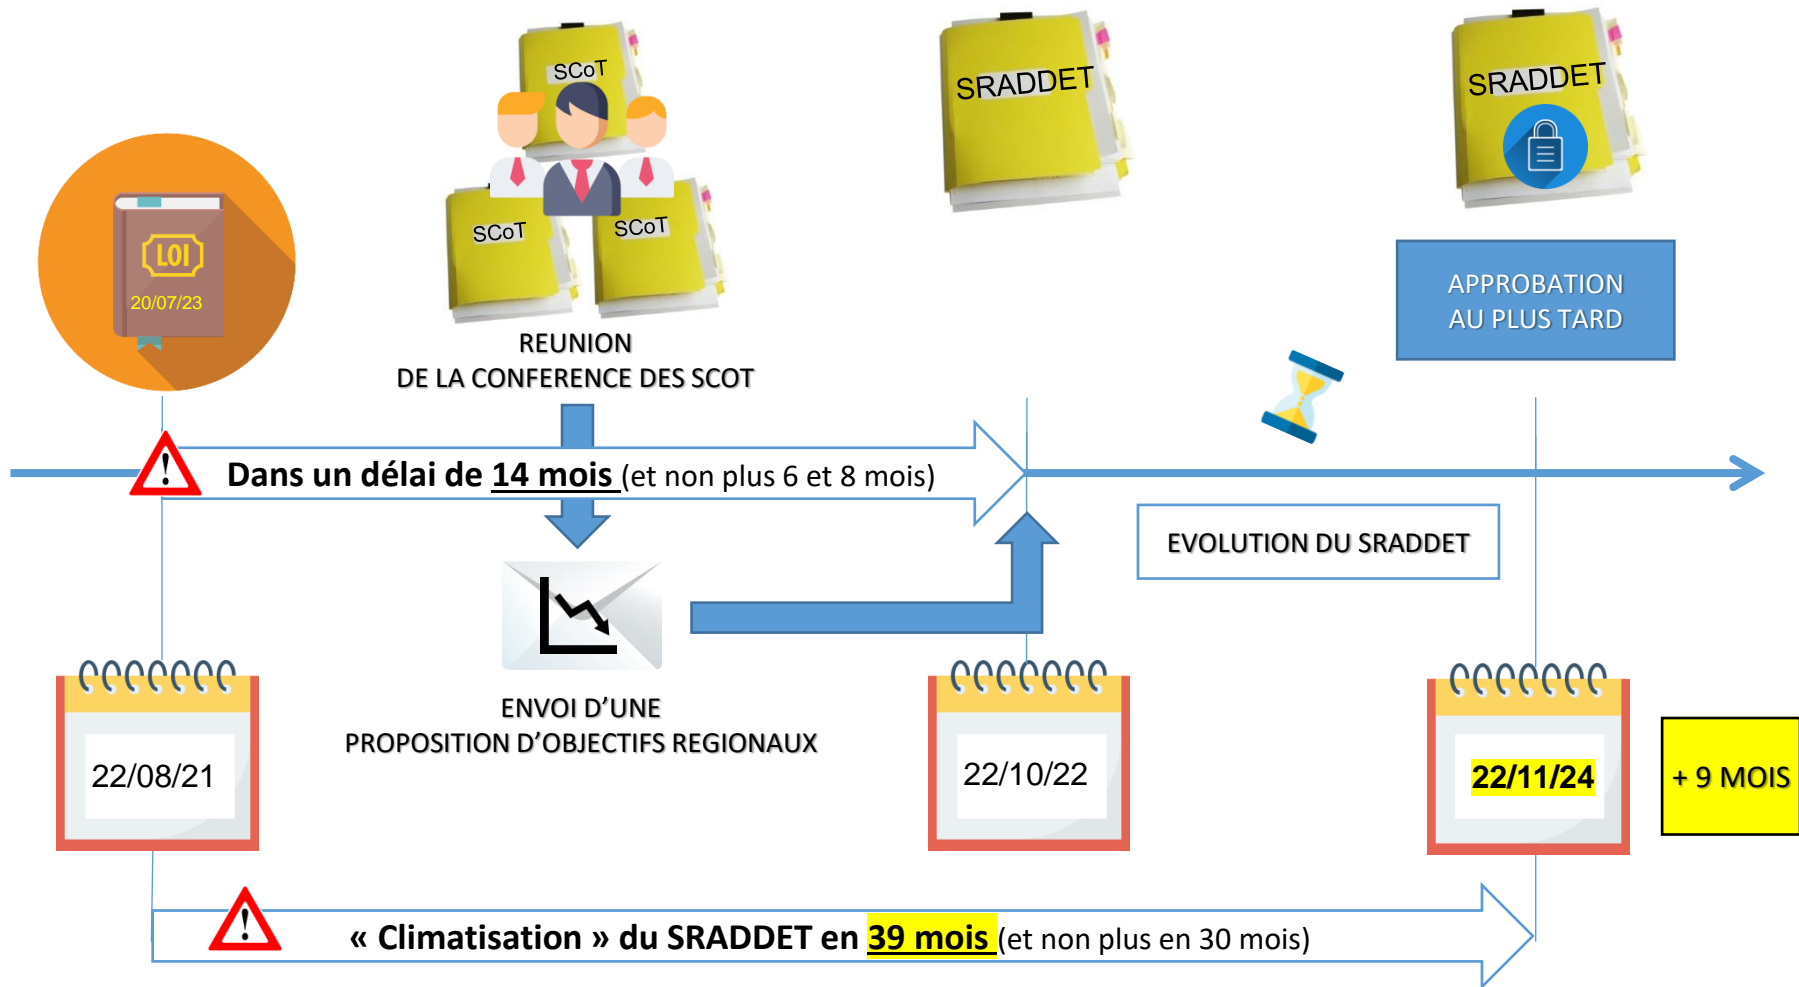 SCoT
SCoT
SCoT
SRADDET
SRADDET
LOI
20/07/23
REUNION
DE LA CONFERENCE DES SCOT
APPROBATION
AU PLUS TARD
! Dans un délai de 14 mois (et non plus 6 et 8 mois)
EVOLUTION DU SRADDET
ENVOI D’UNE
PROPOSITION D’OBJECTIFS REGIONAUX
22/08/21
22/10/22
22/11/24
+ 9 MOIS
! « Climatisation » du SRADDET en 39 mois (et non plus en 30 mois)